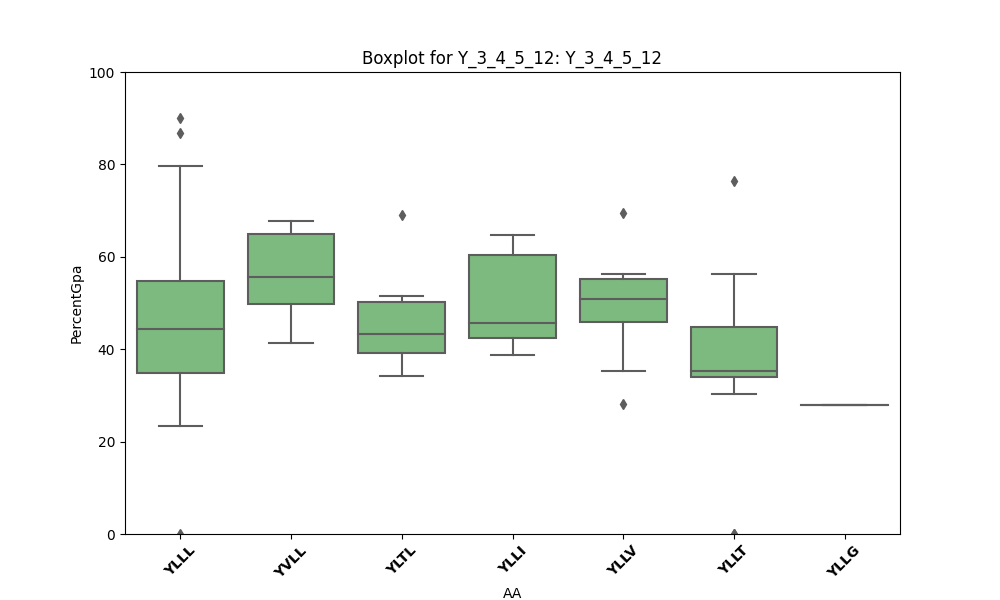 Boxplot for Y_3_4_5_12: Y_3_4_5_12
100
80
60
40
20
0
PercentGpa
YLLL
YVLL
YLTL
YLLI
YLLV
YLLT
YLLG
AA